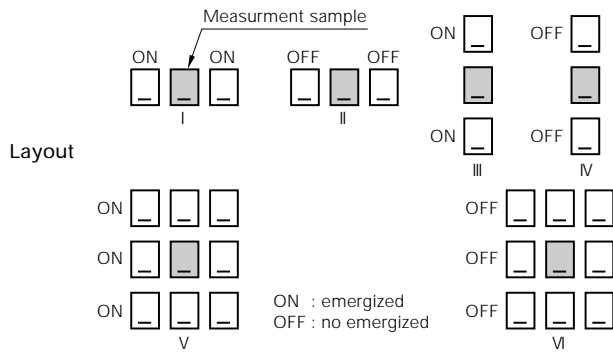 Measurment sample
ON ON OFF OFF
Ⅰ Ⅱ
ON OFF
ON OFF
Ⅲ Ⅳ
Layout
ON
ON
ON
Ⅴ
ON : emergized
OFF : no emergized
OFF
OFF
OFF
Ⅵ